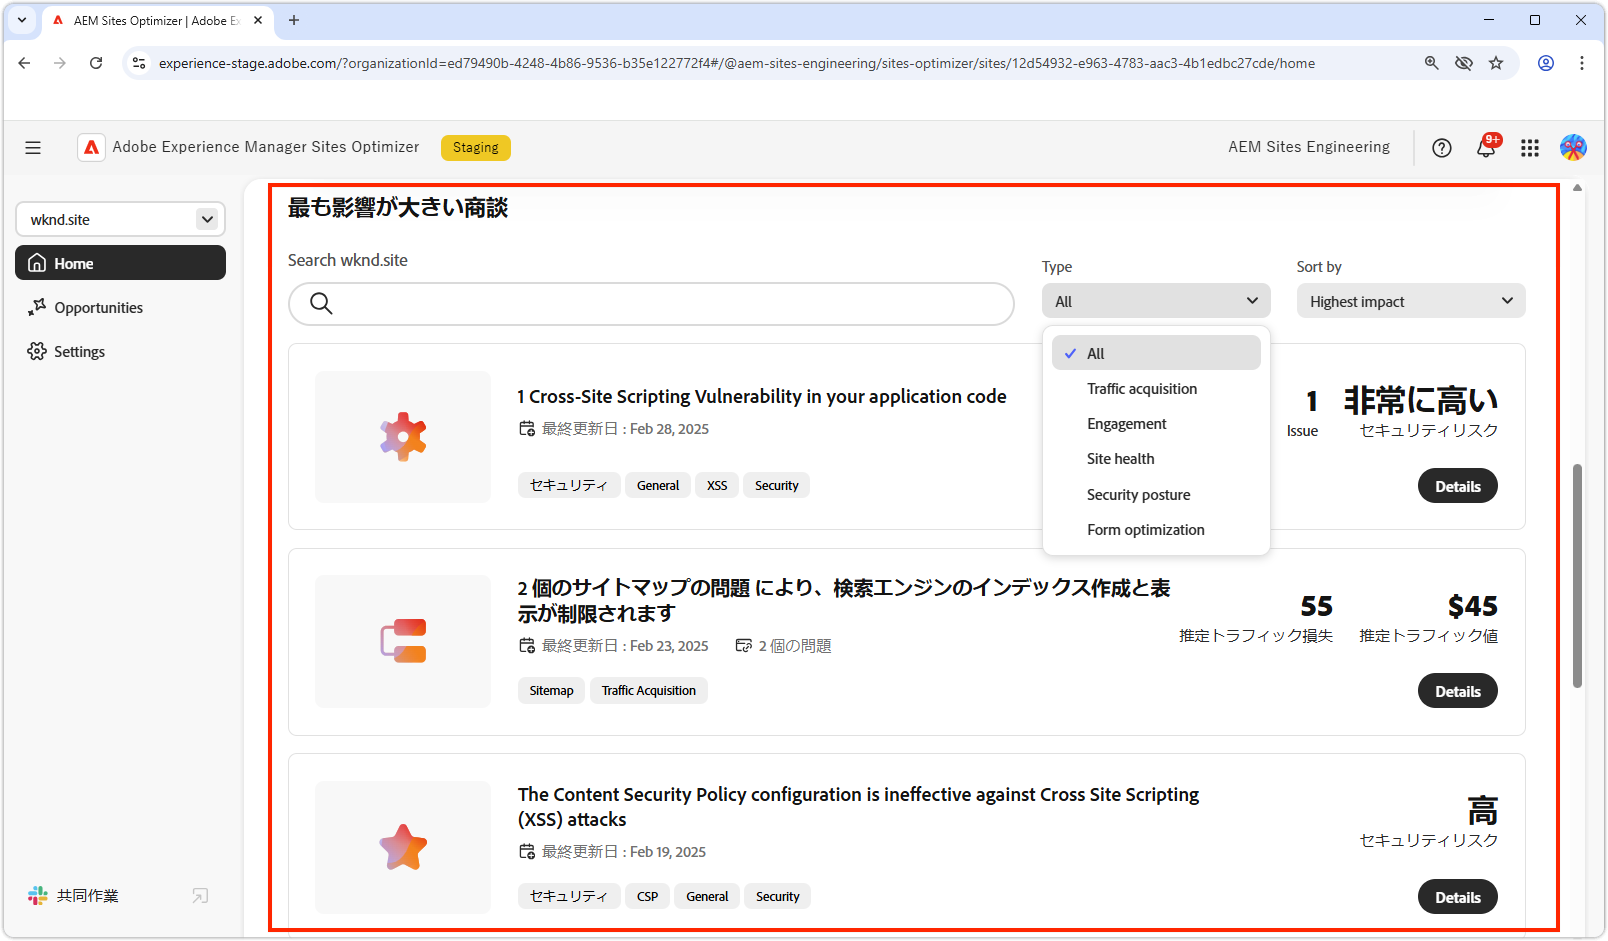 AEM Sites Optimizer | Adobe Ex
experience-stage.adobe.com/?organizationId=ed79490b-4248-4b86-9536-b35e122772f4#/@aem-sites-engineering/sites-optimizer/sites/12d54932-e963-4783-aac3-4b1edbc27cde/home
Adobe Experience Manager Sites Optimizer
Staging
AEM Sites Engineering
9+
wknd.site
Home
Opportunities
Settings
共同作業
最も影響が大きい商談
Search wknd.site
Type
All
Sort by
Highest impact
All
Traffic acquisition
Engagement
Site health
Security posture
Form optimization
1 Cross-Site Scripting Vulnerability in your application code
最終更新日 : Feb 28, 2025
セキュリティ General XSS Security
1
Issue
非常に高い
セキュリティリスク
Details
2 個のサイトマップの問題 により、検索エンジンのインデックス作成と表
示が制限されます
最終更新日 : Feb 23, 2025 2 個の問題
Sitemap Traffic Acquisition
55
推定トラフィック損失
$45
推定トラフィック値
Details
The Content Security Policy configuration is ineffective against Cross Site Scripting
(XSS) attacks
最終更新日 : Feb 19, 2025
セキュリティ CSP General Security
高
セキュリティリスク
Details